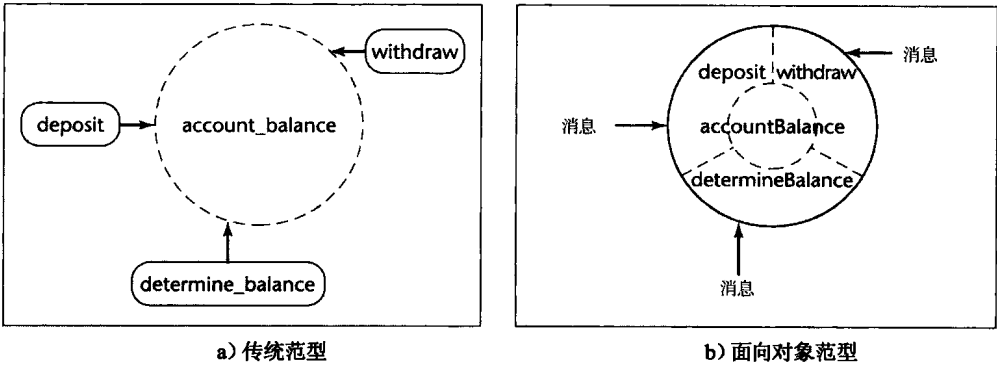 withdraw
deposit
account_balance
determine_balance
a）传统范型
消息
deposit withdraw
消息
accountBalance
determineBalance
消息
b）面向对象范型